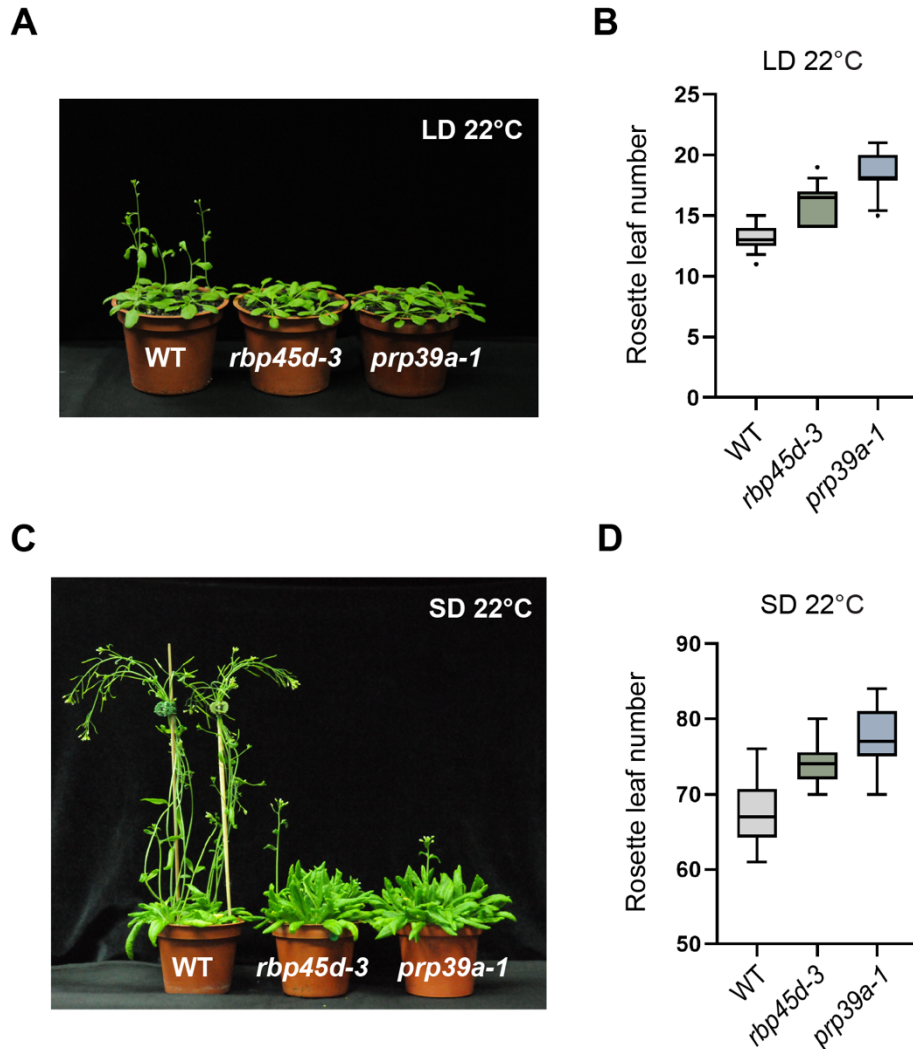 A
LD 22°C
WT
rbp45d-3
prp39a-1
B
LD 22°C
Rosette leaf number
25
20
15
10
5
0
WT
rbp45d-3
prp39a-1
C
SD 22°C
WT
rbp45d-3
prp39a-1
D
SD 22°C
Rosette leaf number
90
80
70
60
50
WT
rbp45d-3
prp39a-1